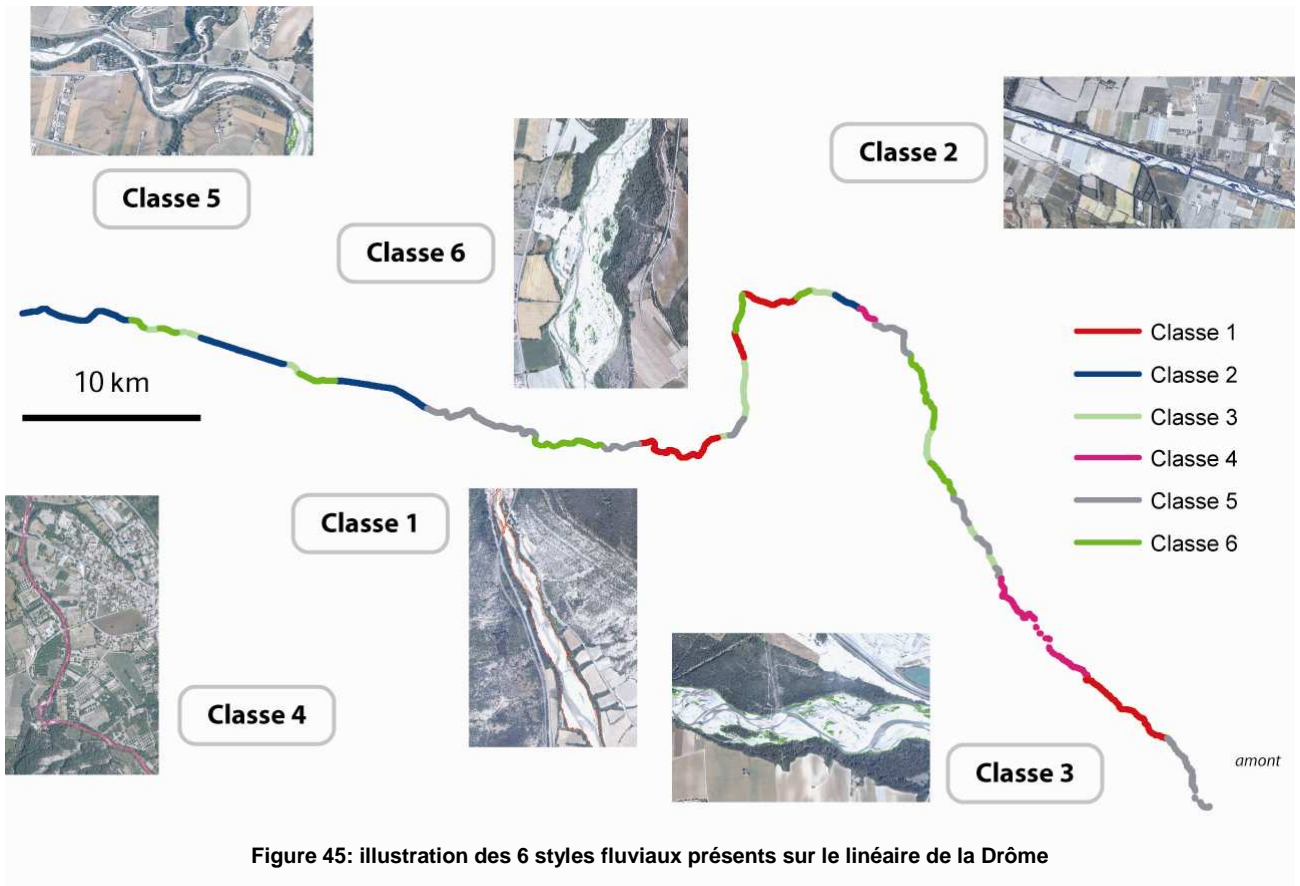 Classe 5
Classe 6
Classe 2
10 km
Classe 1
Classe 2
Classe 3
Classe 4
Classe 5
Classe 6
Classe 1
Classe 4
Classe 3
amont
Figure 45: illustration des 6 styles fluviaux présents sur le linéaire de la Drôme